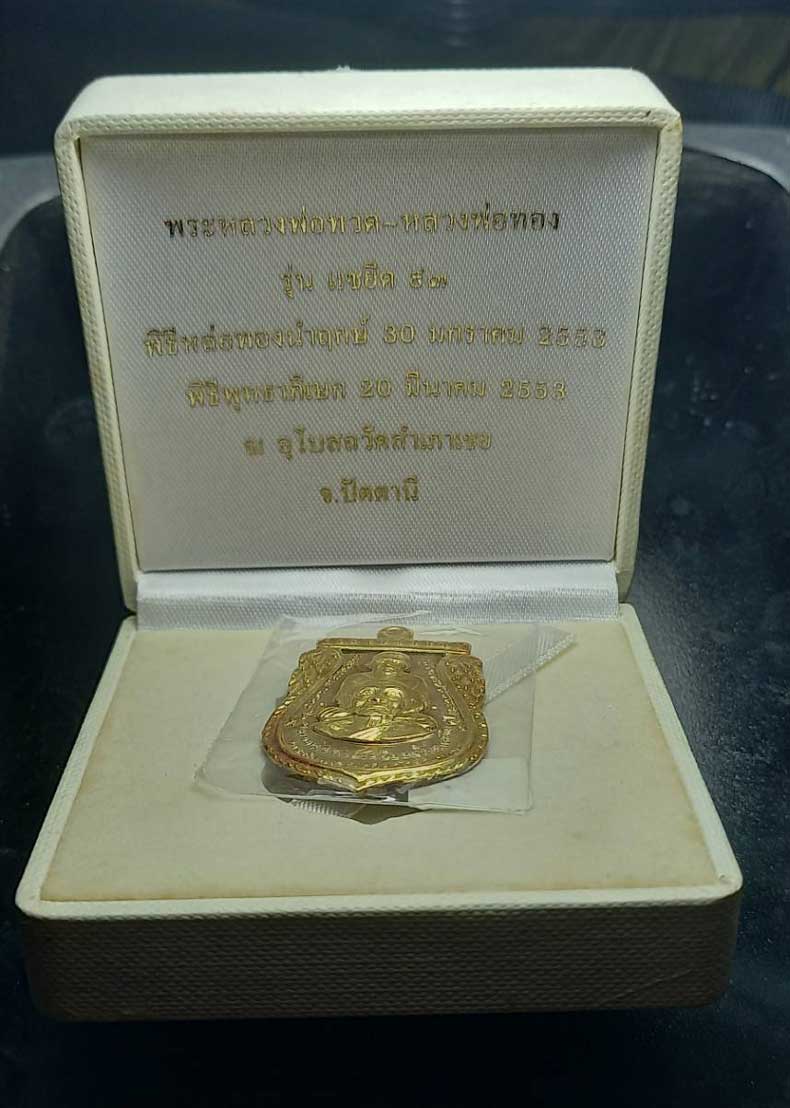 พระหลวงพ่อทวด-หลวงพ่อทอง
รุ่น แซยิด ๕๓
พิธีหล่อทองนำฤกษ์ 30 มกราคม 2553
พิธีพุทธาภิเษก 20 มีนาคม 2553
ณ อุโบสถวัดสำเภาเชย
จ.ปัตตานี